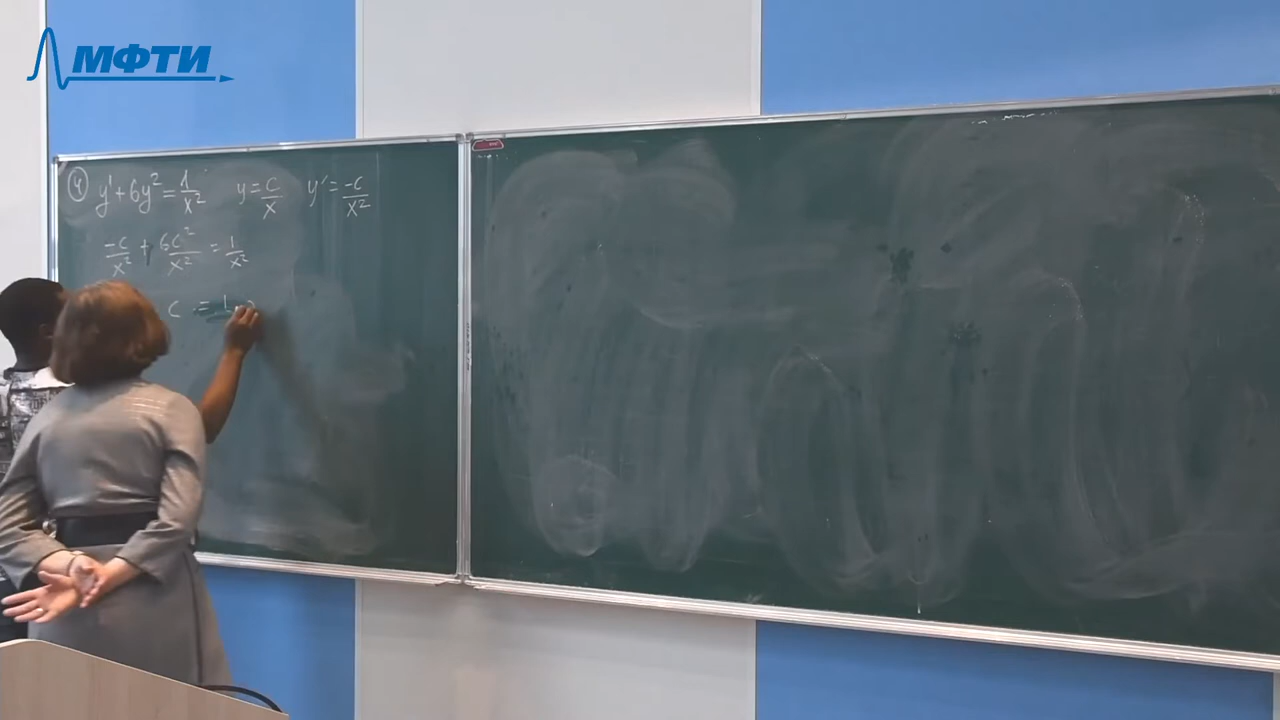 МФТИ
④ y' + 6y² = 1/x² y = c/x y' = -c/x²
-c/x² + 6c²/x² = 1/x²
c = 1